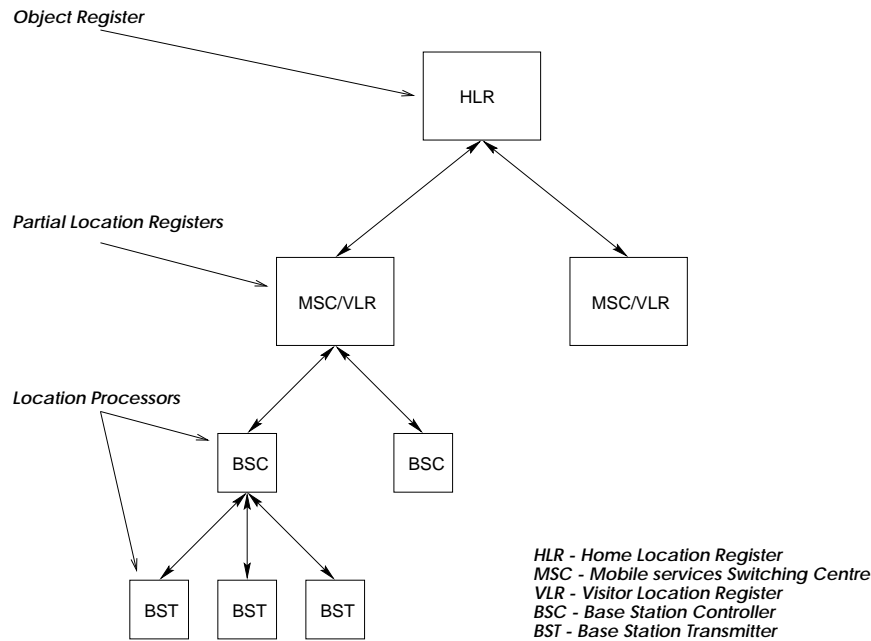 Object Register
HLR
Partial Location Registers
MSC/VLR
MSC/VLR
Location Processors
BSC
BSC
BST
BST
BST
HLR - Home Location Register
MSC - Mobile services Switching Centre
VLR - Visitor Location Register
BSC - Base Station Controller
BST - Base Station Transmitter